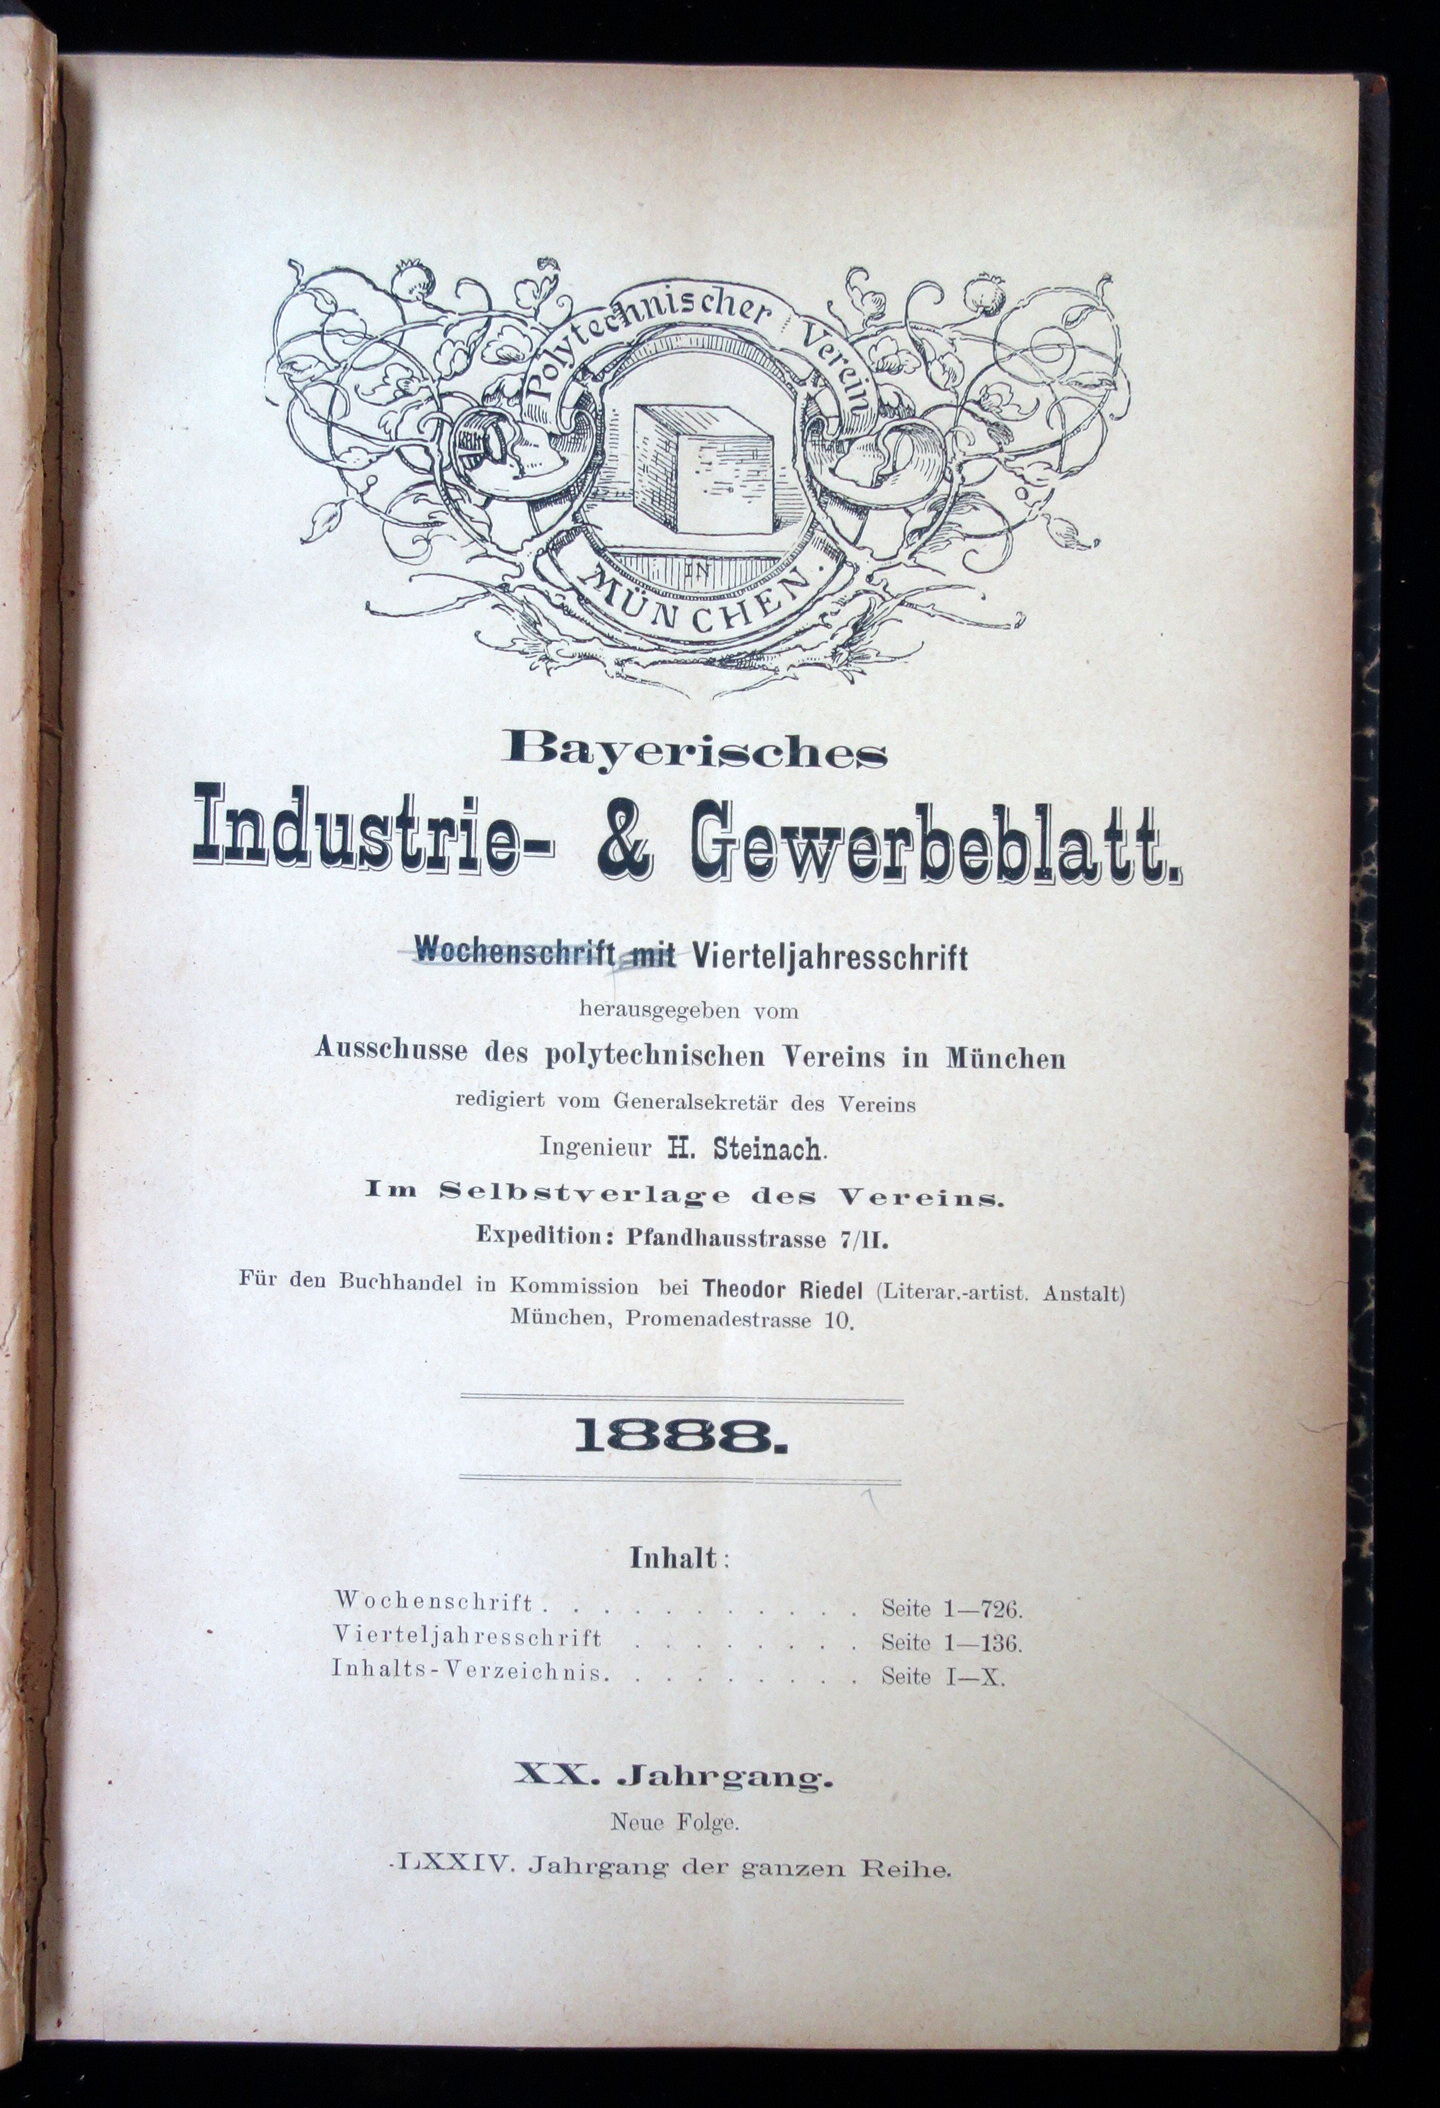 Polytechnischer Verein
IN
MÜNCHEN.
Bayerisches
Industrie- & Gewerbeblatt.
Wochenschrift mit Vierteljahresschrift
herausgegeben vom
Ausschusse des polytechnischen Vereins in München
redigiert vom Generalsekretär des Vereins
Ingenieur H. Steinach.
Im Selbstverlage des Vereins.
Expedition: Pfandhausstrasse 7/II.
Für den Buchhandel in Kommission bei Theodor Riedel (Literar.-artist. Anstalt)
München, Promenadestrasse 10.
1888.
Inhalt:
Wochenschrift . . . . . . . . . . . Seite 1—726.
Vierteljahresschrift . . . . . . . . Seite 1—136.
Inhalts-Verzeichnis. . . . . . . . . Seite I—X.
XX. Jahrgang.
Neue Folge.
LXXIV. Jahrgang der ganzen Reihe.